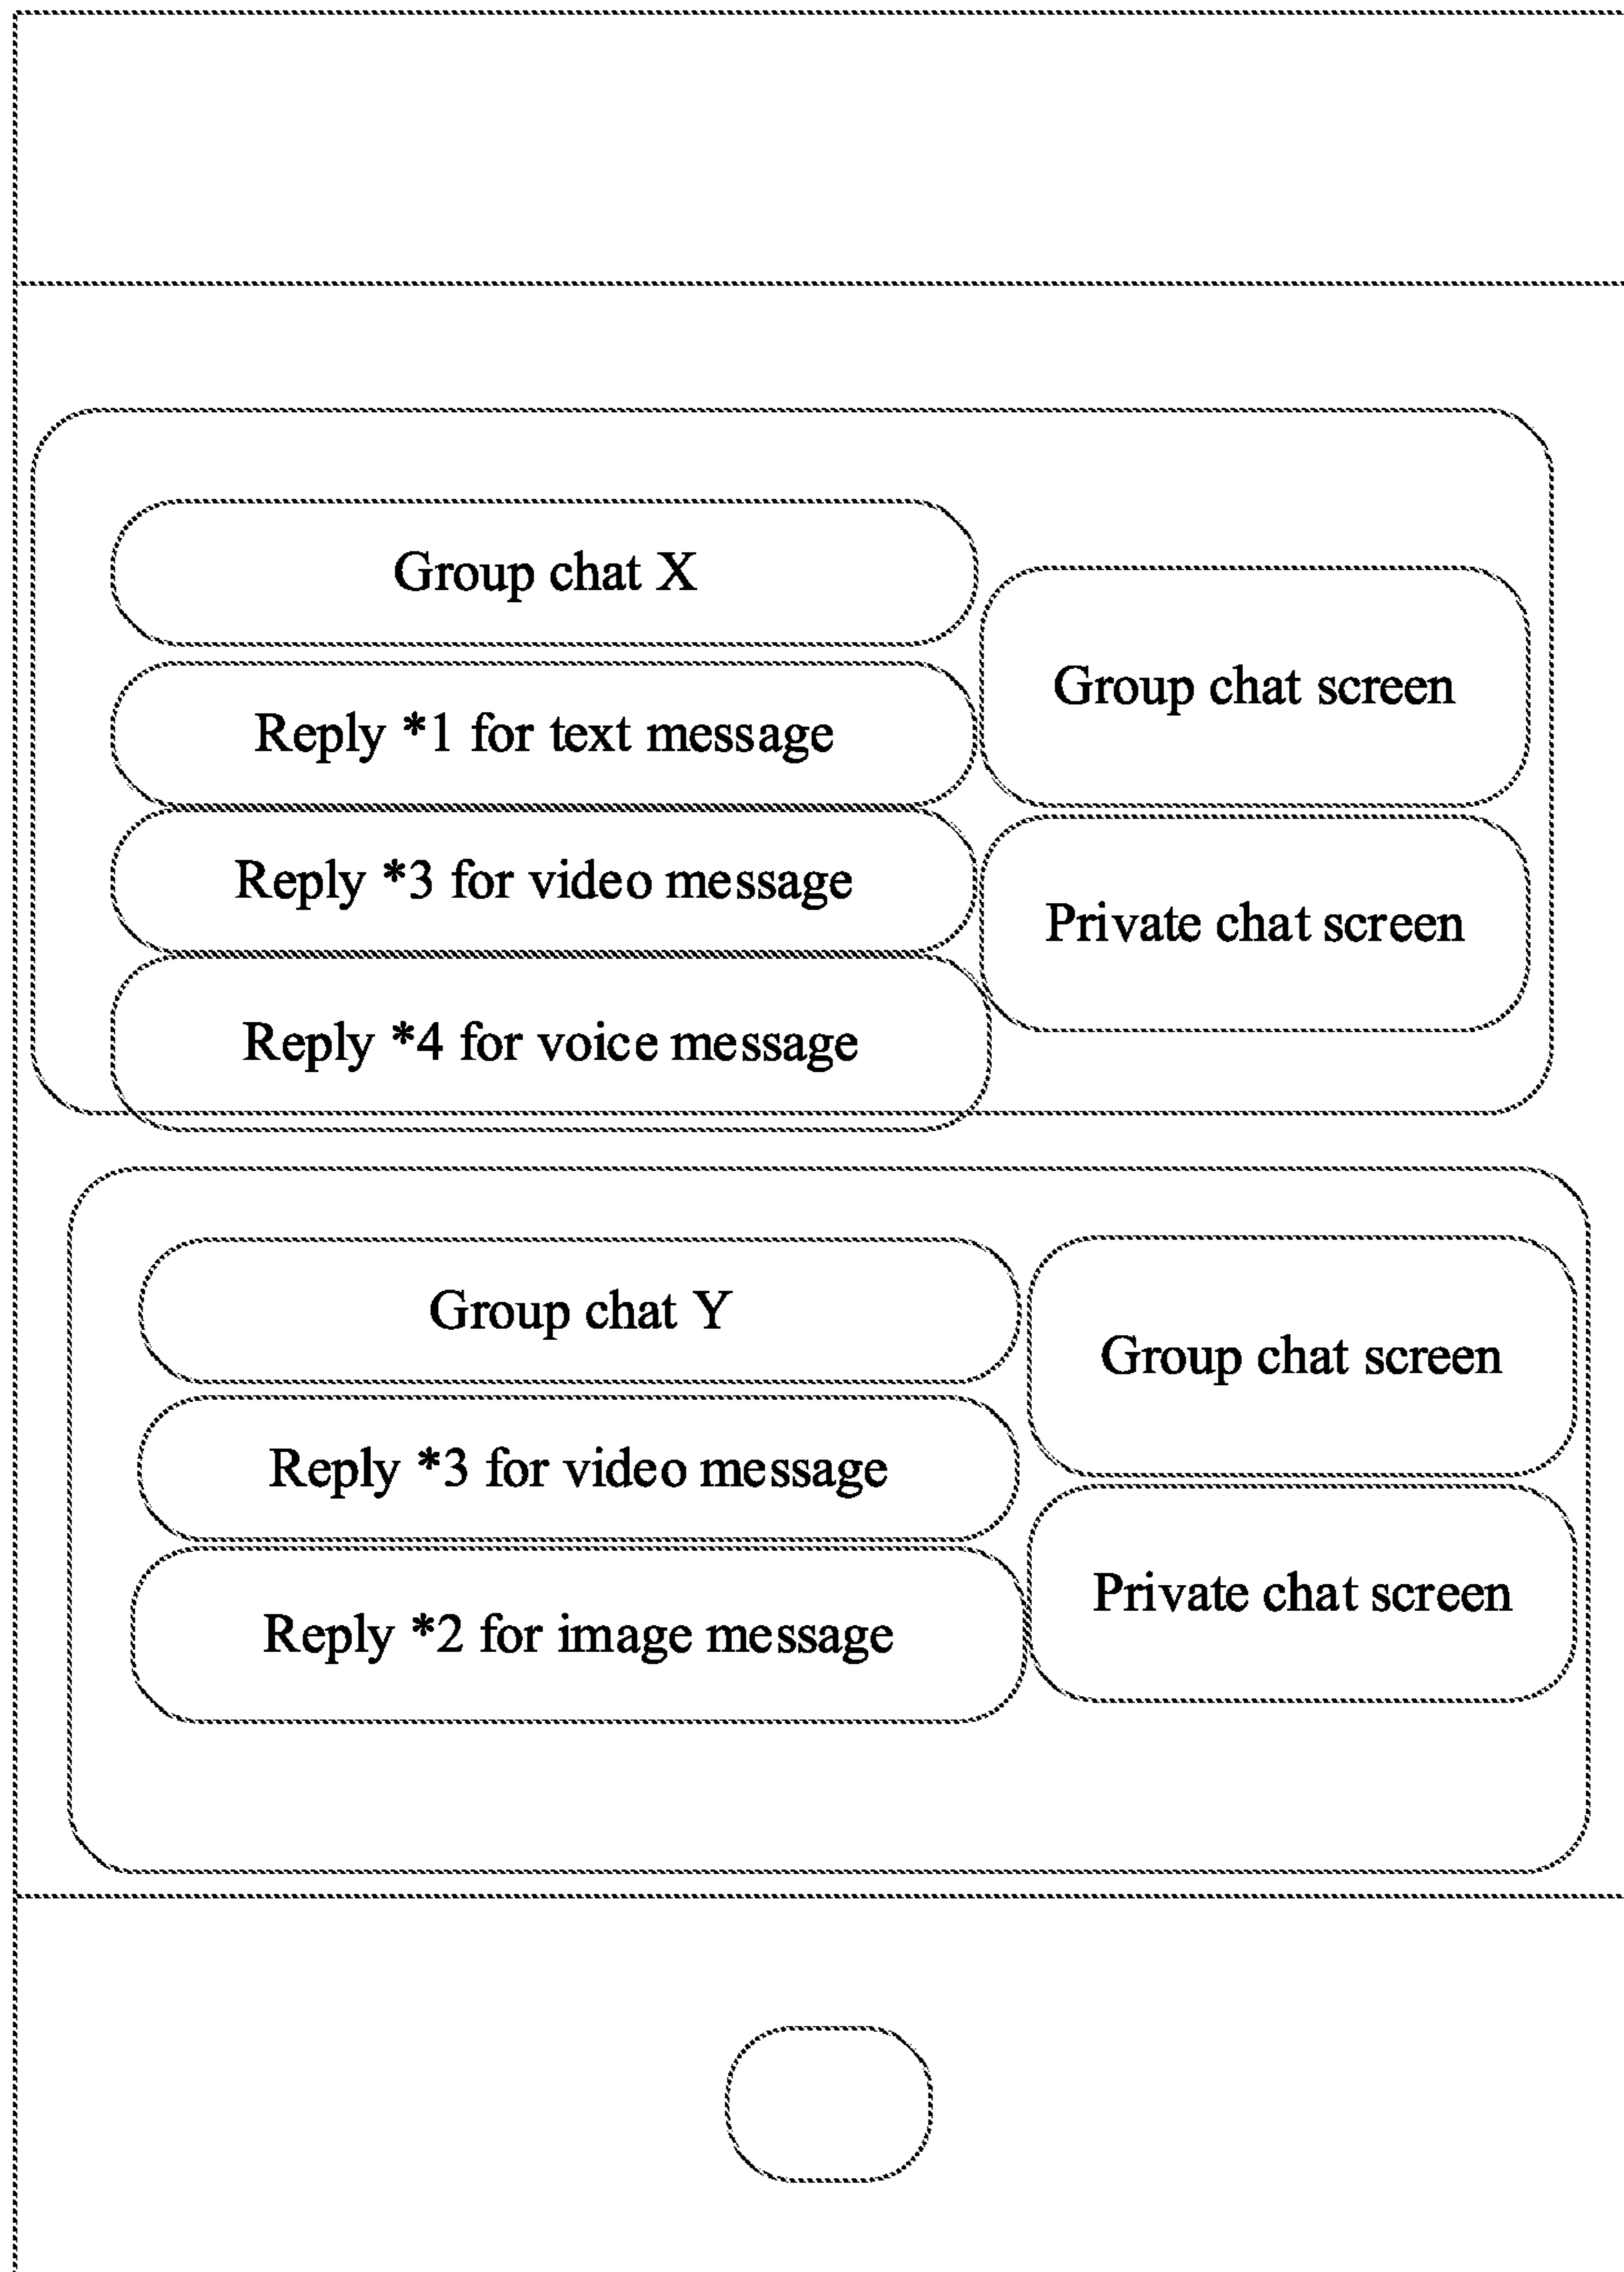 Group chat X
Reply *1 for text message
Reply *3 for video message
Reply *4 for voice message
Group chat screen
Private chat screen
Group chat Y
Reply *3 for video message
Reply *2 for image message
Group chat screen
Private chat screen